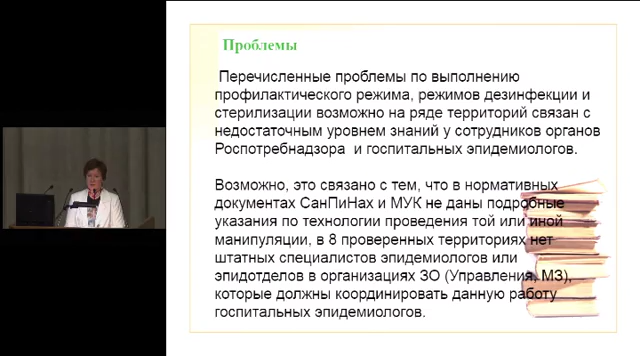 Проблемы
Перечисленные проблемы по выполнению
профилактического режима, режимов дезинфекции и
стерилизации возможно на ряде территорий связан с
недостаточным уровнем знаний у сотрудников органов
Роспотребнадзора и госпитальных эпидемиологов.
Возможно, это связано с тем, что в нормативных
документах СанПиНах и МУК не даны подробные
указания по технологии проведения той или иной
манипуляции, в 8 проверенных территориях нет
штатных специалистов эпидемиологов или
эпидотделов в организациях ЗО (Управления, МЗ),
которые должны координировать данную работу
госпитальных эпидемиологов.